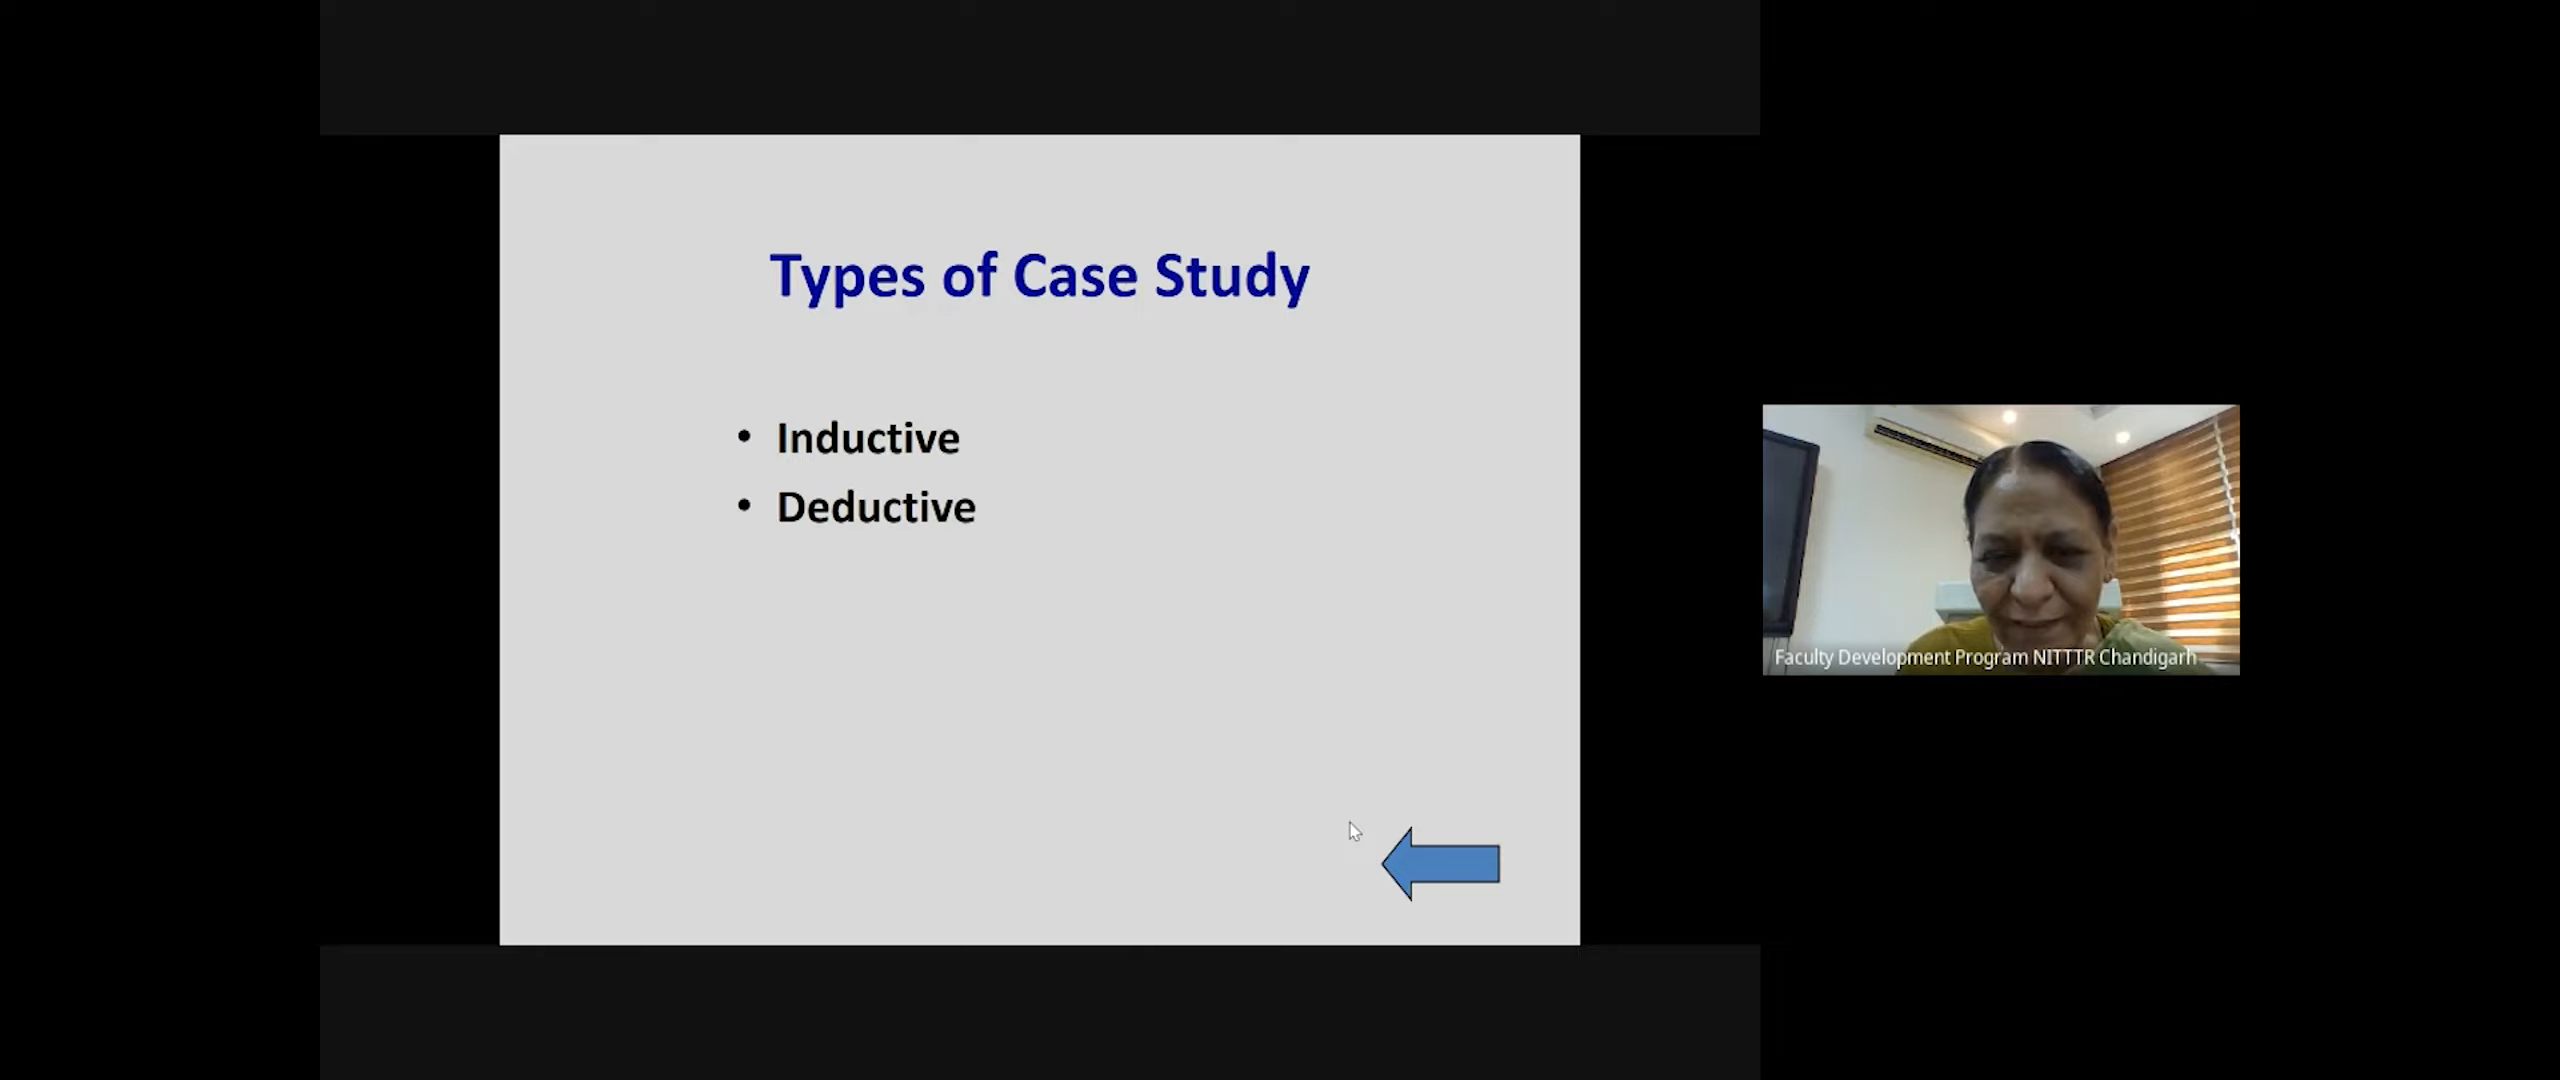 Types of Case Study
• Inductive
• Deductive
Faculty Development Program NITTTR Chandigarh